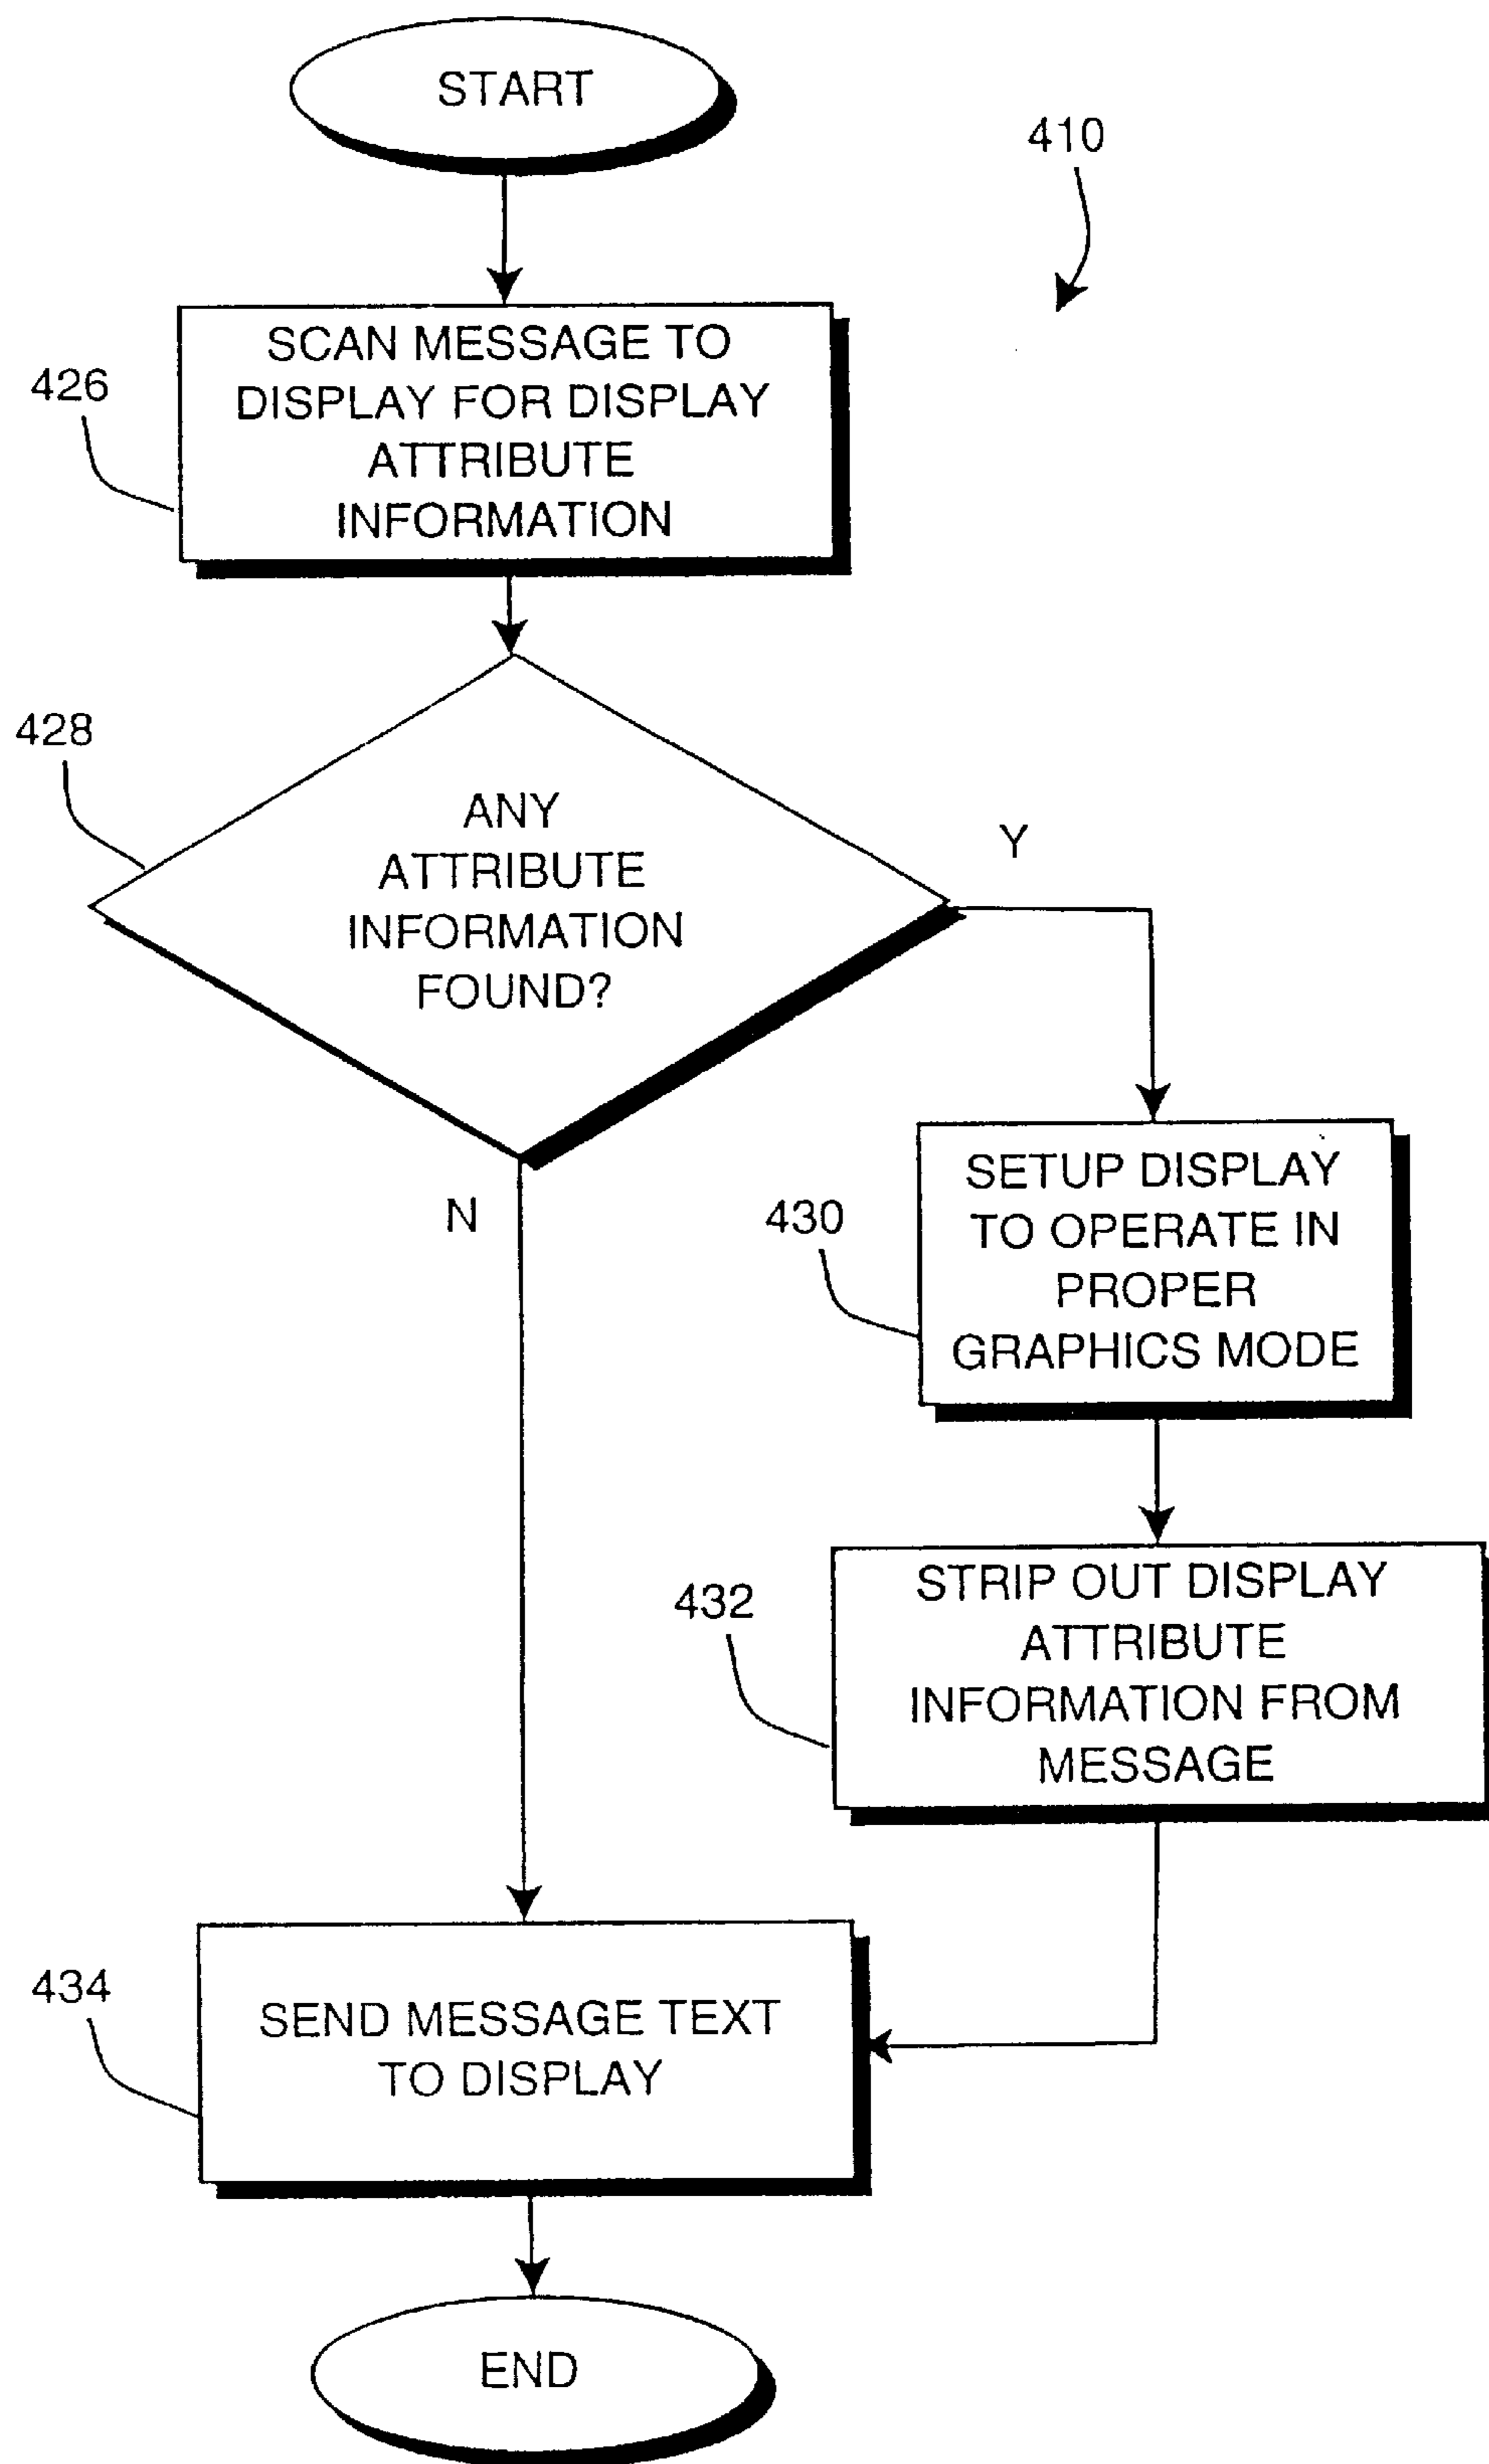 START
410
426
SCAN MESSAGE TO
DISPLAY FOR DISPLAY
ATTRIBUTE
INFORMATION
428
ANY
ATTRIBUTE
INFORMATION
FOUND?
Y
N
430
SETUP DISPLAY
TO OPERATE IN
PROPER
GRAPHICS MODE
432
STRIP OUT DISPLAY
ATTRIBUTE
INFORMATION FROM
MESSAGE
434
SEND MESSAGE TEXT
TO DISPLAY
END